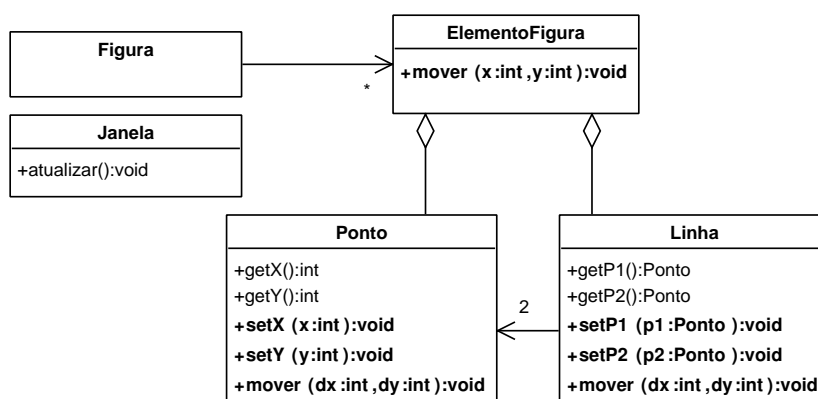 Figura
*
ElementoFigura
+mover (x:int,y:int):void
Janela
+atualizar():void
Ponto
+getX():int
+getY():int
+setX (x:int):void
+setY (y:int):void
+mover (dx:int,dy:int):void
2
Linha
+getP1():Ponto
+getP2():Ponto
+setP1 (p1:Ponto ):void
+setP2 (p2:Ponto ):void
+mover (dx:int,dy:int):void